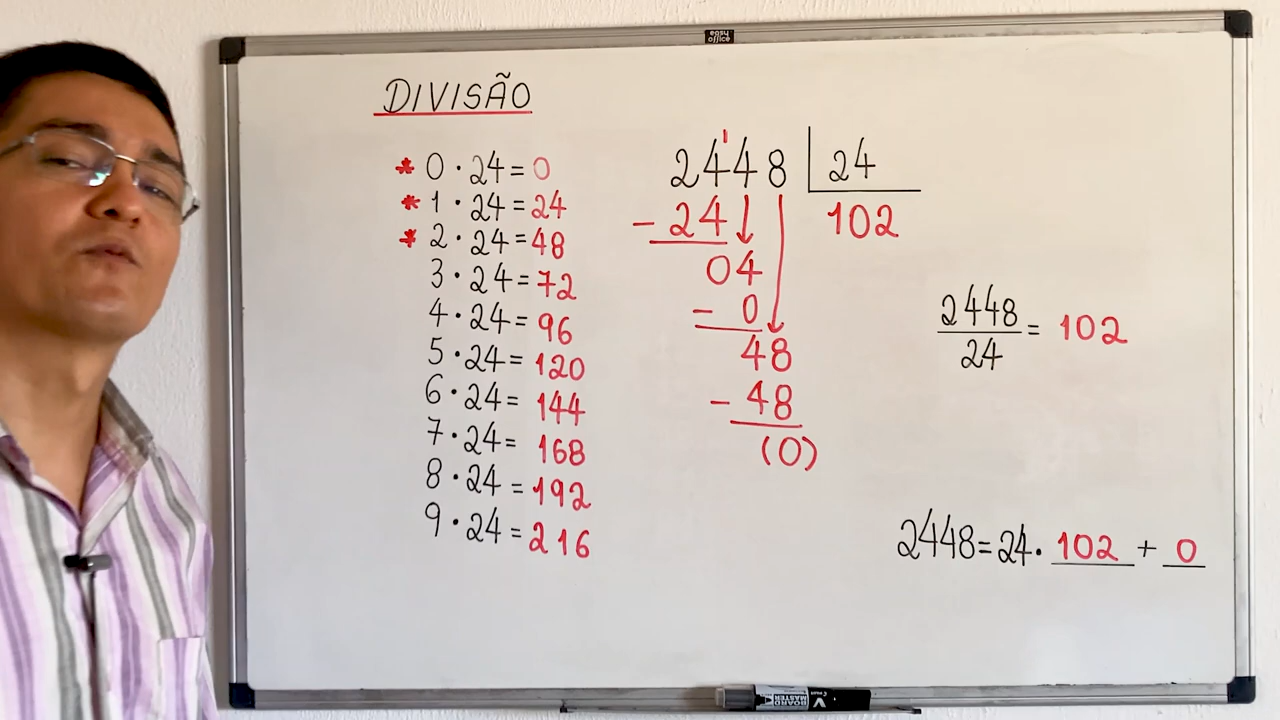 easy office
DIVISÃO
* 0 · 24 = 0
* 1 · 24 = 24
* 2 · 24 = 48
3 · 24 = 72
4 · 24 = 96
5 · 24 = 120
6 · 24 = 144
7 · 24 = 168
8 · 24 = 192
9 · 24 = 216
24'48 | 24
- 24 102
04
- 0
48
- 48
(0)
2448/24 = 102
2448 = 24 · 102 + 0
BOARD MASTER
V